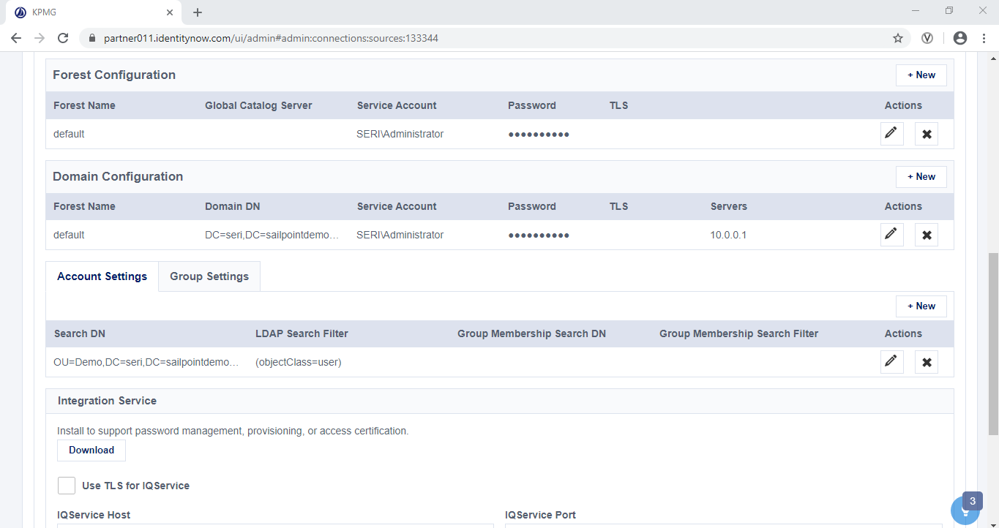 KPMG
partner011.identitynow.com/ui/admin#admin:connections:sources:133344
Forest Configuration
+ New
Forest Name Global Catalog Server Service Account Password TLS Actions
default SERI\Administrator ●●●●●●●●●●
Domain Configuration
+ New
Forest Name Domain DN Service Account Password TLS Servers Actions
default DC=seri,DC=sailpointdemo... SERI\Administrator ●●●●●●●●●● 10.0.0.1
Account Settings Group Settings
+ New
Search DN LDAP Search Filter Group Membership Search DN Group Membership Search Filter Actions
OU=Demo,DC=seri,DC=sailpointdemo... (objectClass=user)
Integration Service
Install to support password management, provisioning, or access certification.
Download
Use TLS for IQService
3
IQService Host IQService Port